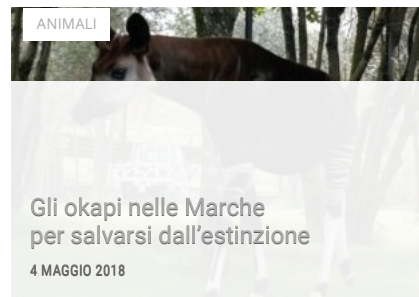 ANIMALI
Gli okapi nelle Marche
per salvarsi dall'estinzione
4 MAGGIO 2018